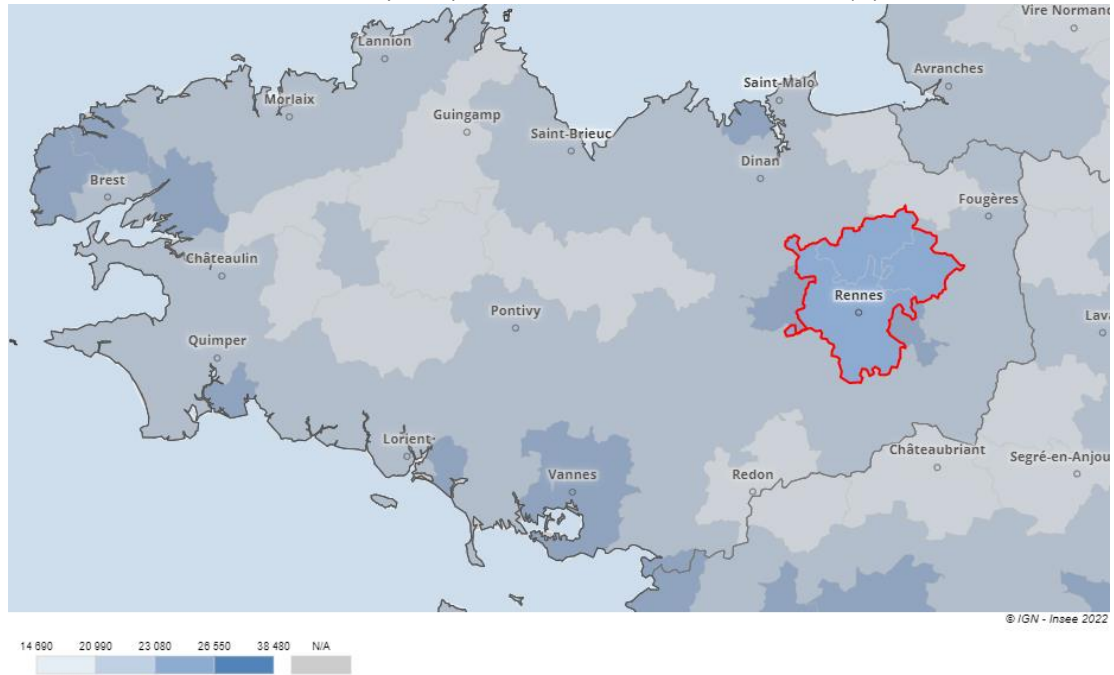 Vire Norman
Lannion
Avranches
Saint-Malo
Morlaix
Guingamp
Saint-Brieuc
Dinan
Brest
Fougères
Châteaulin
Rennes
Pontivy
Lava
Quimper
Lorient
Châteaubriant
Segré-en-Anjou
Vannes
Redon
© IGN - Insee 2022
14 690 20 990 23 080 26 550 38 480 N/A